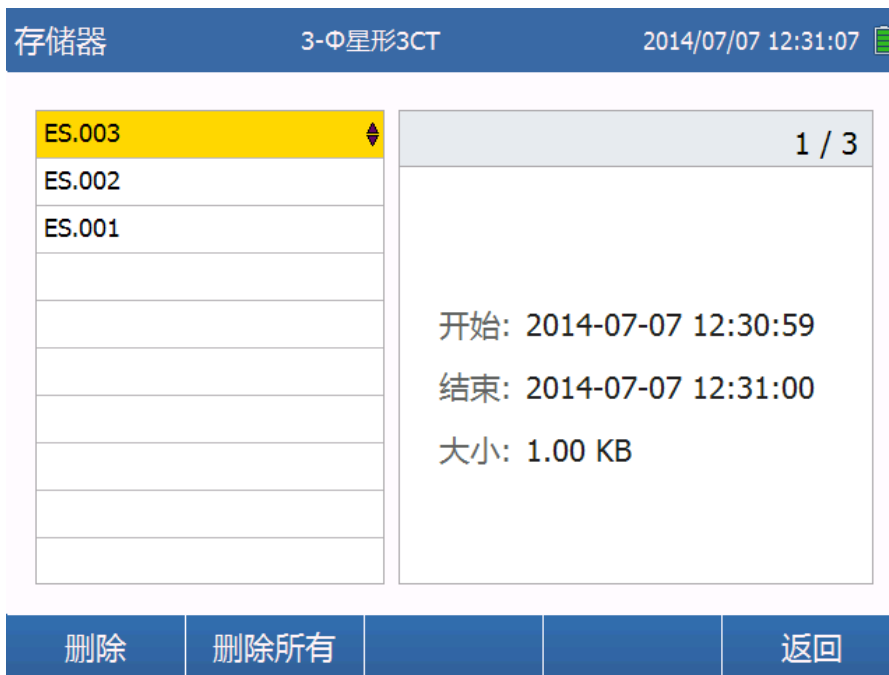 存储器 3-Φ星形3CT 2014/07/07 12:31:07
ES.003
ES.002
ES.001
1 / 3
开始: 2014-07-07 12:30:59
结束: 2014-07-07 12:31:00
大小: 1.00 KB
删除 删除所有 返回